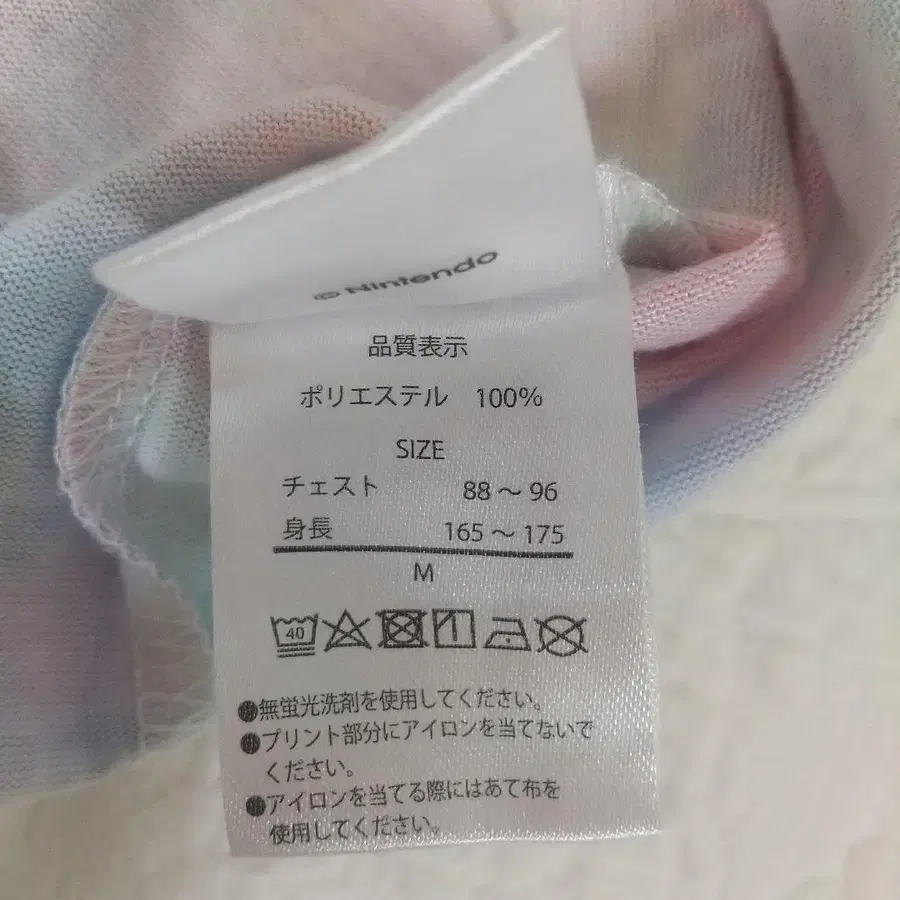 © Nintendo
品質表示
ポリエステル 100%
SIZE
チェスト 88～96
身長 165～175
M
40
●無蛍光洗剤を使用してください。
●プリント部分にアイロンを当てないで
ください。
●アイロンを当てる際にはあて布を
使用してください。